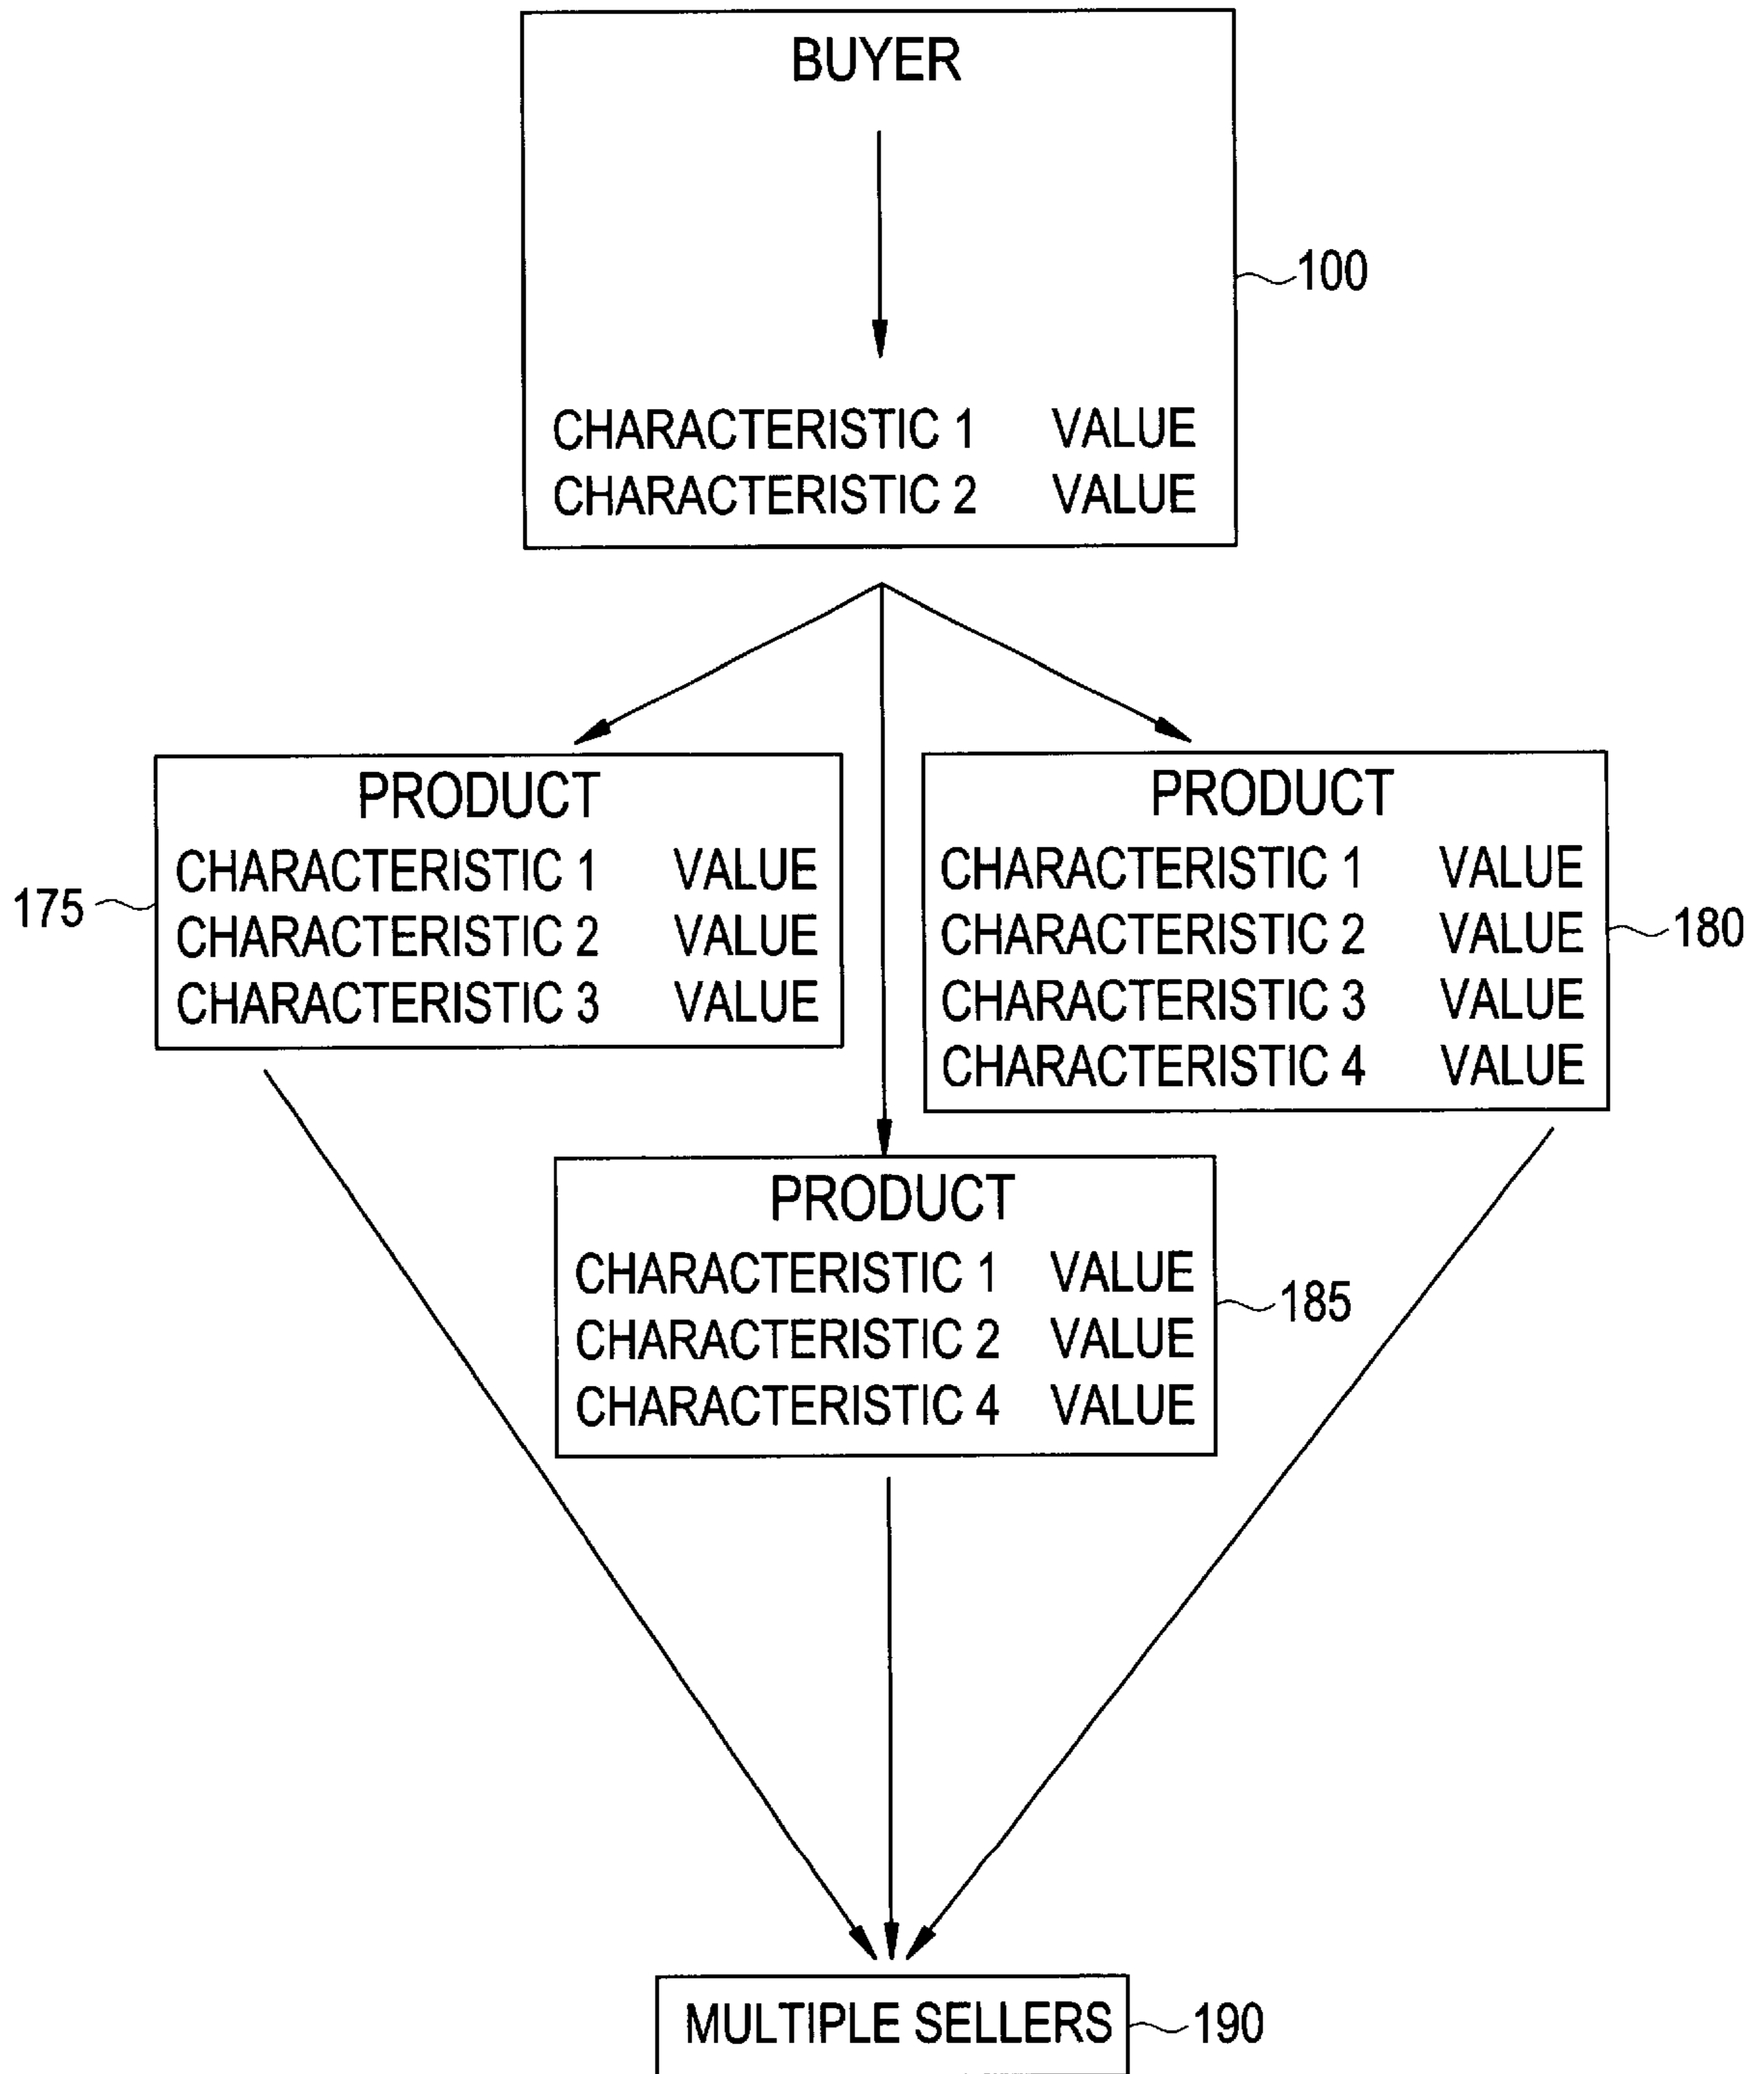 BUYER
100
CHARACTERISTIC 1 VALUE
CHARACTERISTIC 2 VALUE
PRODUCT
CHARACTERISTIC 1 VALUE
CHARACTERISTIC 2 VALUE
CHARACTERISTIC 3 VALUE
175
PRODUCT
CHARACTERISTIC 1 VALUE
CHARACTERISTIC 2 VALUE
CHARACTERISTIC 3 VALUE
CHARACTERISTIC 4 VALUE
180
PRODUCT
CHARACTERISTIC 1 VALUE
CHARACTERISTIC 2 VALUE
CHARACTERISTIC 4 VALUE
185
MULTIPLE SELLERS
190